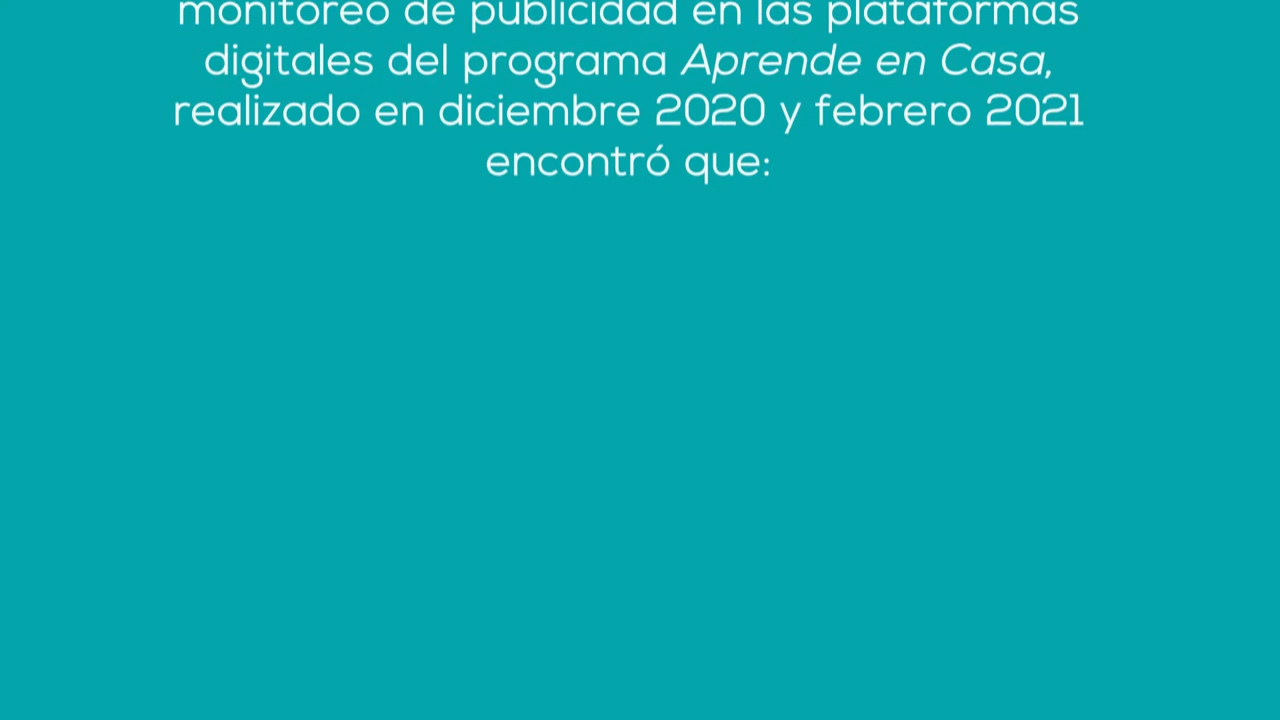 monitoreo de publicidad en las plataformas
digitales del programa Aprende en Casa,
realizado en diciembre 2020 y febrero 2021
encontró que: